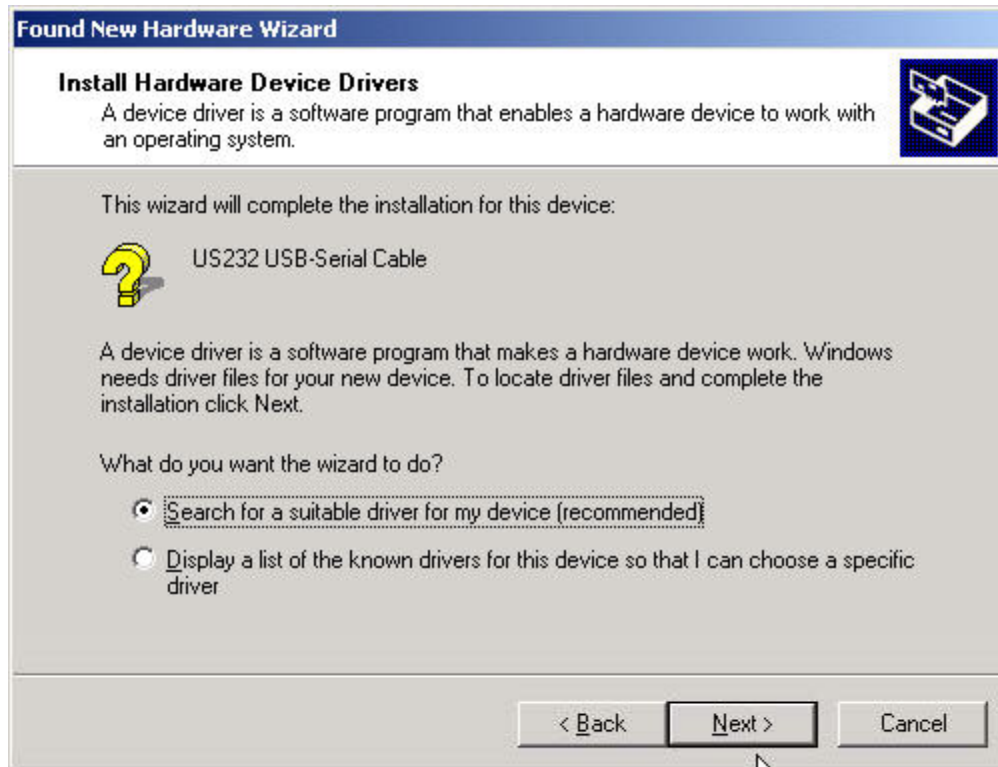 Found New Hardware Wizard
Install Hardware Device Drivers
A device driver is a software program that enables a hardware device to work with
an operating system.
This wizard will complete the installation for this device:
US232 USB-Serial Cable
A device driver is a software program that makes a hardware device work. Windows
needs driver files for your new device. To locate driver files and complete the
installation click Next.
What do you want the wizard to do?
Search for a suitable driver for my device (recommended)
Display a list of the known drivers for this device so that I can choose a specific
driver
< Back Next > Cancel